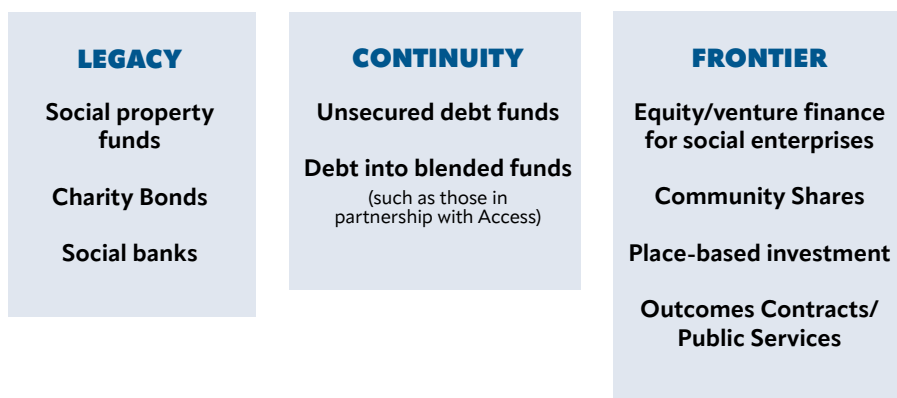 LEGACY
Social property
funds
Charity Bonds
Social banks
CONTINUITY
Unsecured debt funds
Debt into blended funds
(such as those in
partnership with Access)
FRONTIER
Equity/venture finance
for social enterprises
Community Shares
Place-based investment
Outcomes Contracts/
Public Services